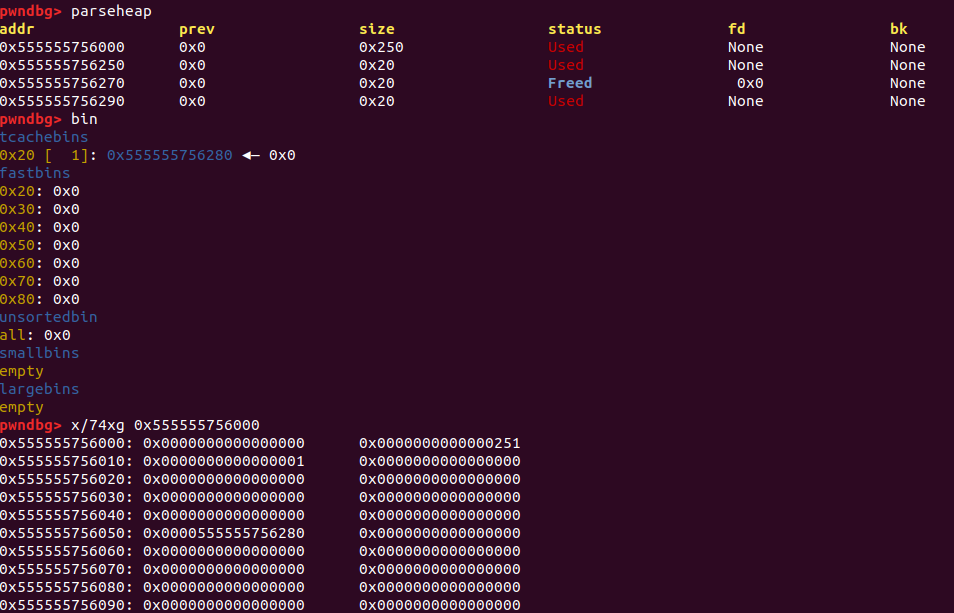 pwndbg> parseheap
addr prev size status fd bk
0x555555756000 0x0 0x250 Used None None
0x555555756250 0x0 0x20 Used None None
0x555555756270 0x0 0x20 Freed 0x0 None
0x555555756290 0x0 0x20 Used None None
pwndbg> bin
tcachebins
0x20 [ 1]: 0x555555756280 ◂— 0x0
fastbins
0x20: 0x0
0x30: 0x0
0x40: 0x0
0x50: 0x0
0x60: 0x0
0x70: 0x0
0x80: 0x0
unsortedbin
all: 0x0
smallbins
empty
largebins
empty
pwndbg> x/74xg 0x555555756000
0x555555756000: 0x0000000000000000 0x0000000000000251
0x555555756010: 0x0000000000000001 0x0000000000000000
0x555555756020: 0x0000000000000000 0x0000000000000000
0x555555756030: 0x0000000000000000 0x0000000000000000
0x555555756040: 0x0000000000000000 0x0000000000000000
0x555555756050: 0x0000555555756280 0x0000000000000000
0x555555756060: 0x0000000000000000 0x0000000000000000
0x555555756070: 0x0000000000000000 0x0000000000000000
0x555555756080: 0x0000000000000000 0x0000000000000000
0x555555756090: 0x0000000000000000 0x0000000000000000